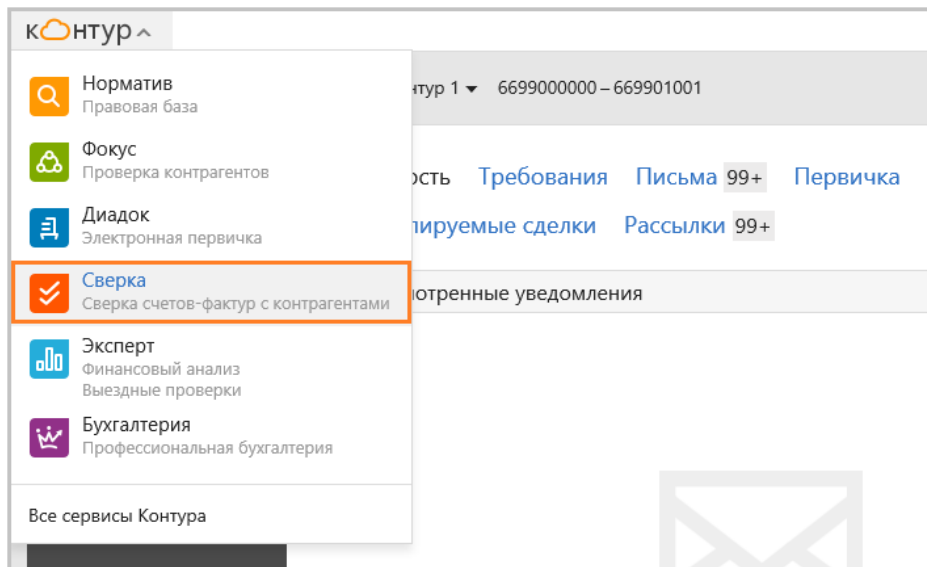 контур
Норматив
Правовая база
нтур 1 6699000000 – 669901001
Фокус
Проверка контрагентов
ость Требования Письма 99+ Первичка
Диадок
Электронная первичка
лируемые сделки Рассылки 99+
Сверка
Сверка счетов-фактур с контрагентами
мотренные уведомления
Эксперт
Финансовый анализ
Выездные проверки
Бухгалтерия
Профессиональная бухгалтерия
Все сервисы Контура